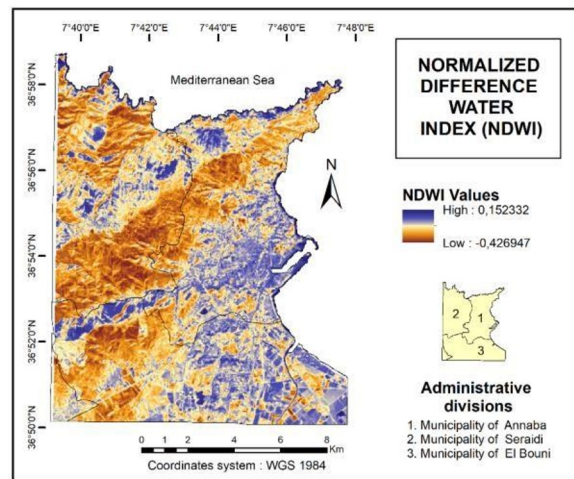 7°40'0"E 7°42'0"E 7°44'0"E 7°46'0"E 7°48'0"E
36°58'0"N
36°56'0"N
36°54'0"N
36°52'0"N
36°50'0"N
Mediterranean Sea
N
0 1 2 4 6 8
Km
Coordinates system : WGS 1984
NORMALIZED
DIFFERENCE
WATER
INDEX (NDWI)
NDWI Values
High : 0,152332
Low : -0,426947
2
1
3
Administrative
divisions
1. Municipality of Annaba
2. Municipality of Seraidi
3. Municipality of El Bouni